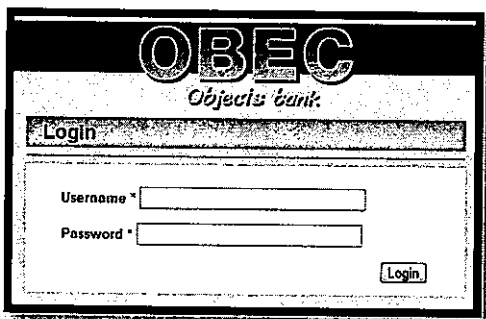 OBEC
Objects bank
Login
Username *
Password *
Login